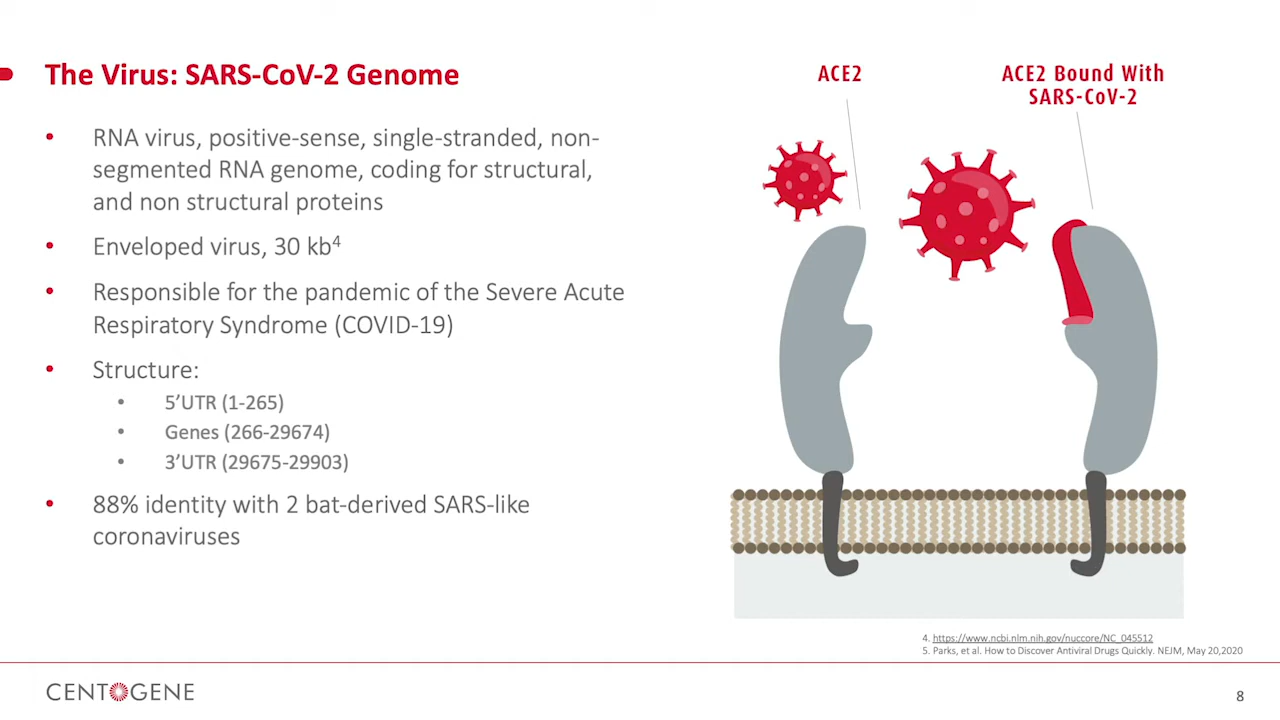 The Virus: SARS-CoV-2 Genome
• RNA virus, positive-sense, single-stranded, non-
segmented RNA genome, coding for structural,
and non structural proteins
• Enveloped virus, 30 kb⁴
• Responsible for the pandemic of the Severe Acute
Respiratory Syndrome (COVID-19)
• Structure:
• 5’UTR (1-265)
• Genes (266-29674)
• 3’UTR (29675-29903)
• 88% identity with 2 bat-derived SARS-like
coronaviruses
ACE2
ACE2 Bound With
SARS-CoV-2
4. https://www.ncbi.nlm.nih.gov/nuccore/NC_045512
5. Parks, et al. How to Discover Antiviral Drugs Quickly. NEJM, May 20,2020
CENTOGENE
8